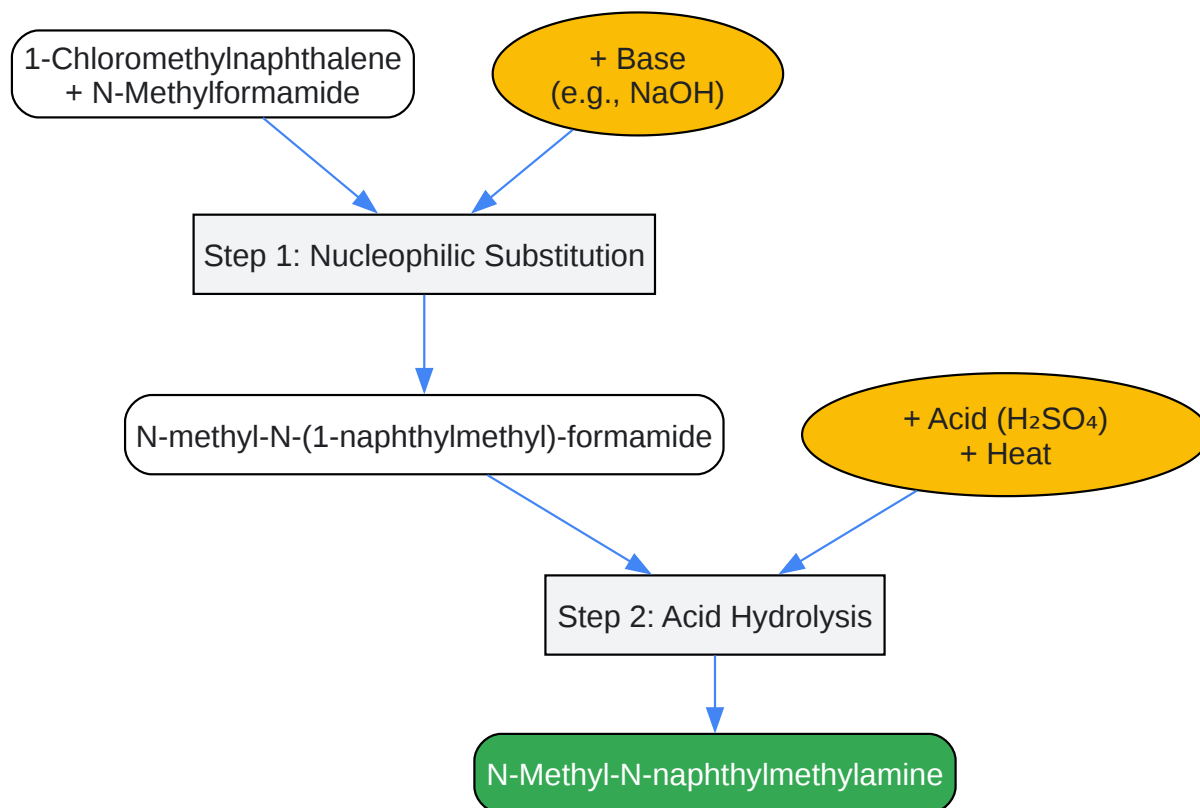 1-Chloromethylnaphthalene
+ N-Methylformamide
+ Base
(e.g., NaOH)
Step 1: Nucleophilic Substitution
N-methyl-N-(1-naphthylmethyl)-formamide
+ Acid (H₂SO₄)
+ Heat
Step 2: Acid Hydrolysis
N-Methyl-N-naphthylmethylamine